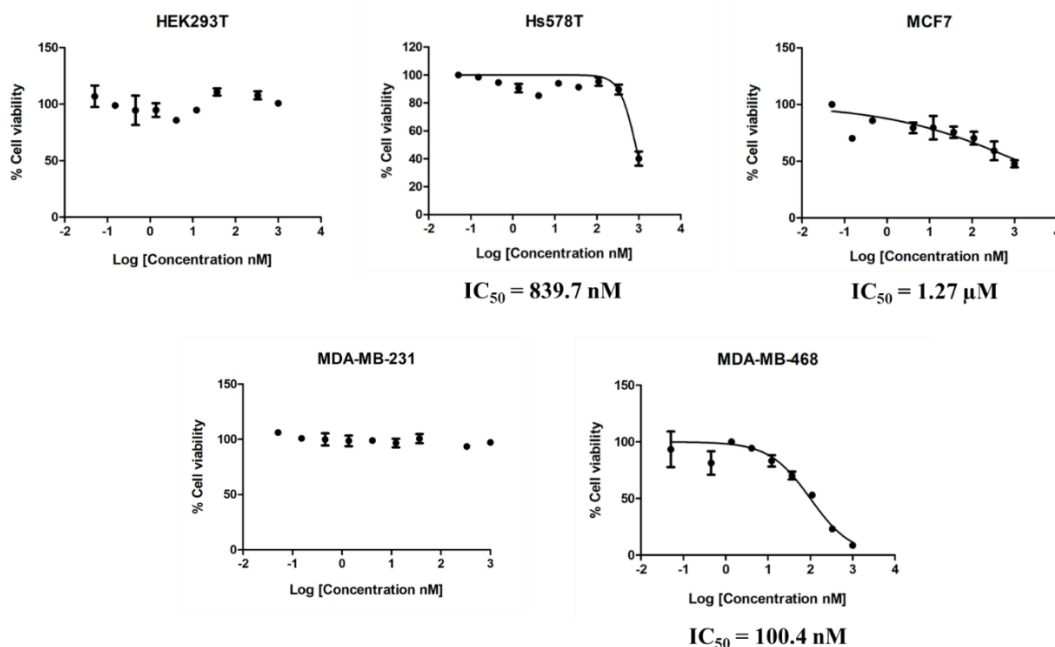 HEK293T
% Cell viability
150
100
50
0
-2 -1 0 1 2 3 4
Log [Concentration nM]
Hs578T
% Cell viability
120
100
80
60
40
20
0
-2 -1 0 1 2 3 4
Log [Concentration nM]
IC50 = 839.7 nM
MCF7
% Cell viability
150
100
50
0
-2 -1 0 1 2 3 4
Log [Concentration nM]
IC50 = 1.27 µM
MDA-MB-231
% Cell viability
150
100
50
0
-2 -1 0 1 2 3
Log [Concentration nM]
MDA-MB-468
% Cell viability
150
100
50
0
-2 -1 0 1 2 3 4
Log [Concentration nM]
IC50 = 100.4 nM